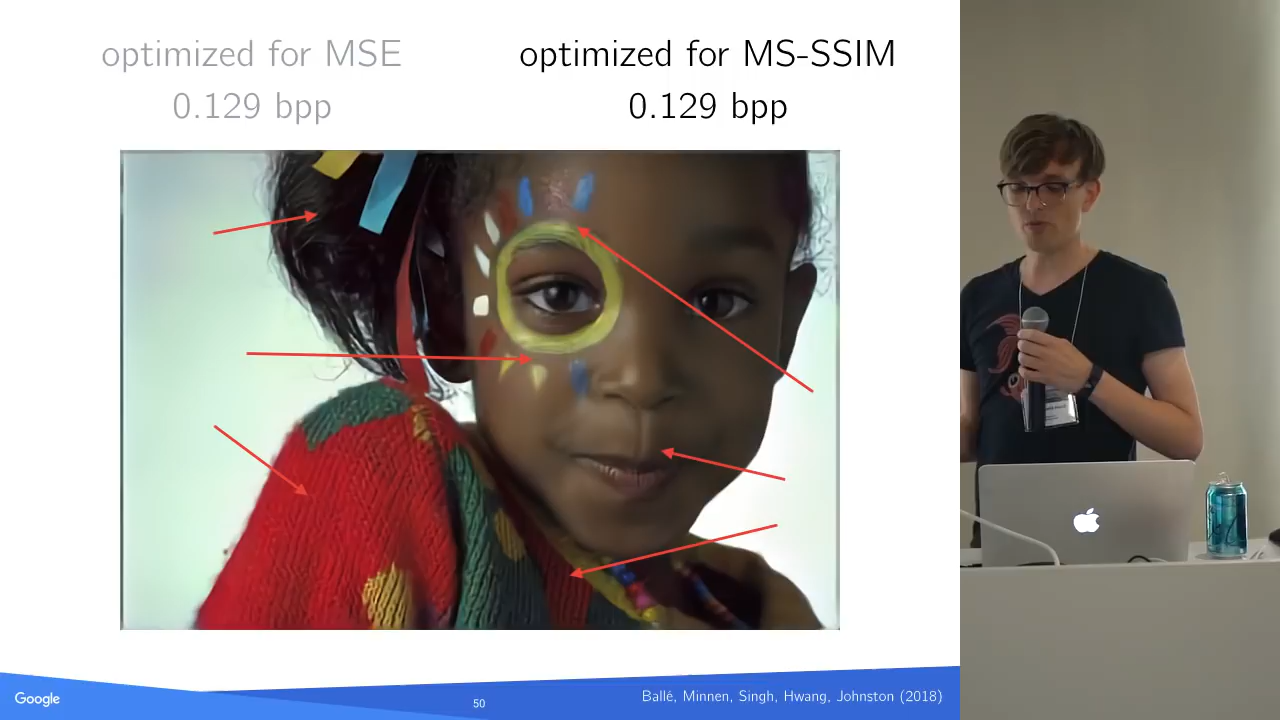 optimized for MSE
0.129 bpp
optimized for MS-SSIM
0.129 bpp
Google
50
Ballé, Minnen, Singh, Hwang, Johnston (2018)